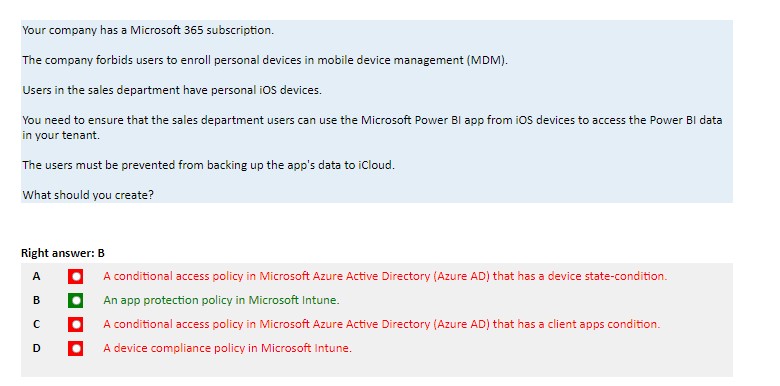 Your company has a Microsoft 365 subscription.
The company forbids users to enroll personal devices in mobile device management (MDM).
Users in the sales department have personal iOS devices.
You need to ensure that the sales department users can use the Microsoft Power BI app from iOS devices to access the Power BI data
in your tenant.
The users must be prevented from backing up the app's data to iCloud.
What should you create?
Right answer: B
A A conditional access policy in Microsoft Azure Active Directory (Azure AD) that has a device state-condition.
B An app protection policy in Microsoft Intune.
C A conditional access policy in Microsoft Azure Active Directory (Azure AD) that has a client apps condition.
D A device compliance policy in Microsoft Intune.